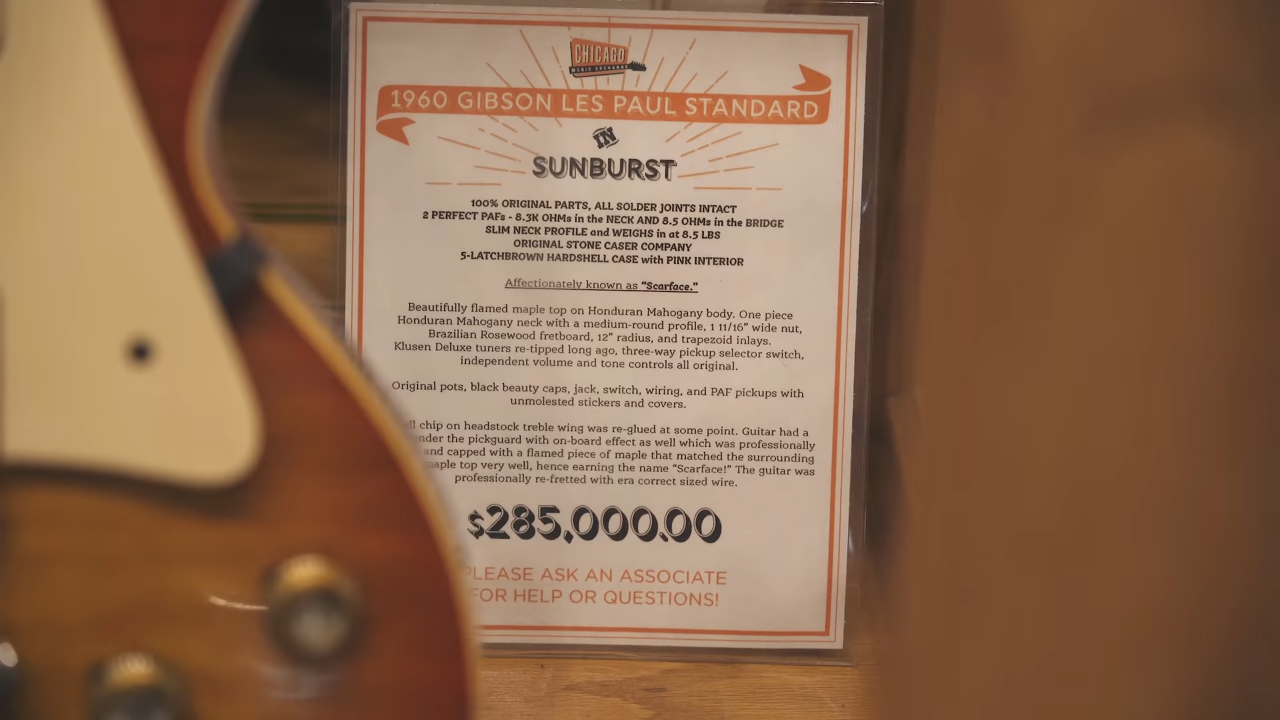 CHICAGO
MUSIC EXCHANGE
1960 GIBSON LES PAUL STANDARD
IN
SUNBURST
100% ORIGINAL PARTS, ALL SOLDER JOINTS INTACT
2 PERFECT PAFs - 8.3K OHMs in the NECK AND 8.5 OHMs in the BRIDGE
SLIM NECK PROFILE and WEIGHS in at 8.5 LBS
ORIGINAL STONE CASER COMPANY
5-LATCHBROWN HARDSHELL CASE with PINK INTERIOR
Affectionately known as "Scarface."
Beautifully flamed maple top on Honduran Mahogany body. One piece
Honduran Mahogany neck with a medium-round profile, 1 11/16" wide nut,
Brazilian Rosewood fretboard, 12" radius, and trapezoid inlays.
Klusen Deluxe tuners re-tipped long ago, three-way pickup selector switch,
independent volume and tone controls all original.
Original pots, black beauty caps, jack, switch, wiring, and PAF pickups with
unmolested stickers and covers.
chip on headstock treble wing was re-glued at some point. Guitar had a
under the pickguard with on-board effect as well which was professionally
and capped with a flamed piece of maple that matched the surrounding
maple top very well, hence earning the name "Scarface!" The guitar was
professionally re-fretted with era correct sized wire.
$285,000.00
PLEASE ASK AN ASSOCIATE
FOR HELP OR QUESTIONS!